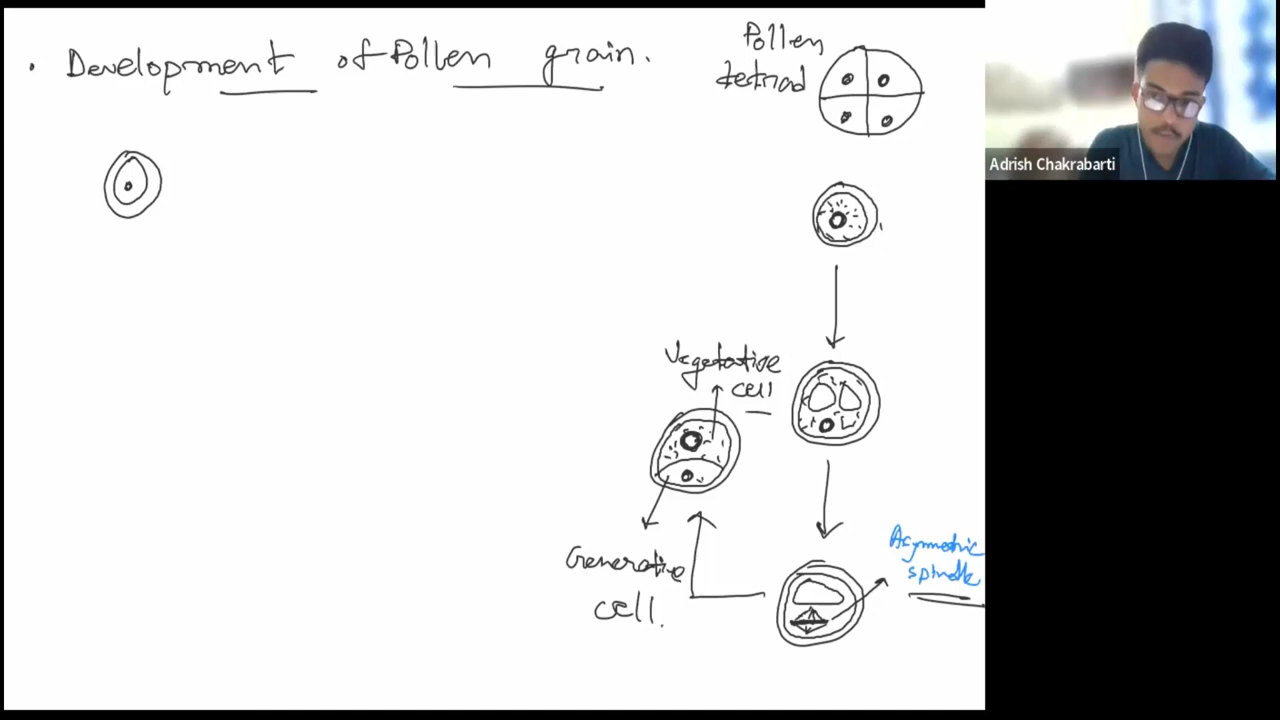 · Development of Pollen grain.
Pollen
tetrad
Adrish Chakrabarti
Vegetative
cell
Asymmetric
spindle
Generative
cell.